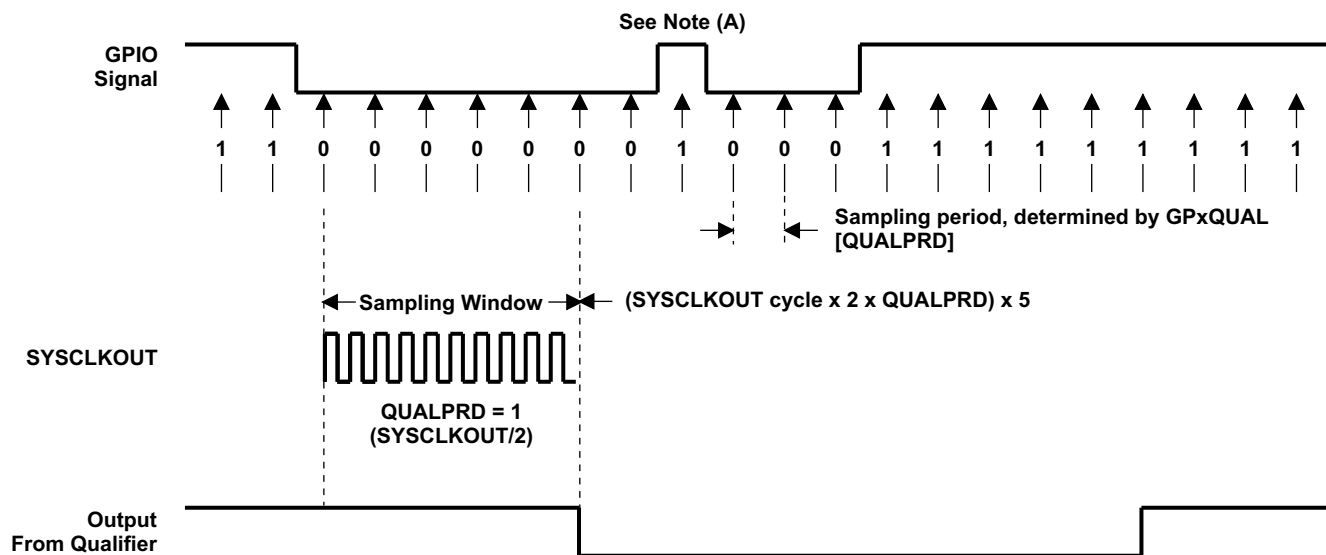 See Note (A)
GPIO
Signal
1 1 0 0 0 0 0 0 0 1 0 0 0 1 1 1 1 1 1 1 1 1
Sampling period, determined by GPxQUAL
[QUALPRD]
Sampling Window
(SYSCLKOUT cycle x 2 x QUALPRD) x 5
SYSCLKOUT
QUALPRD = 1
(SYSCLKOUT/2)
Output
From Qualifier